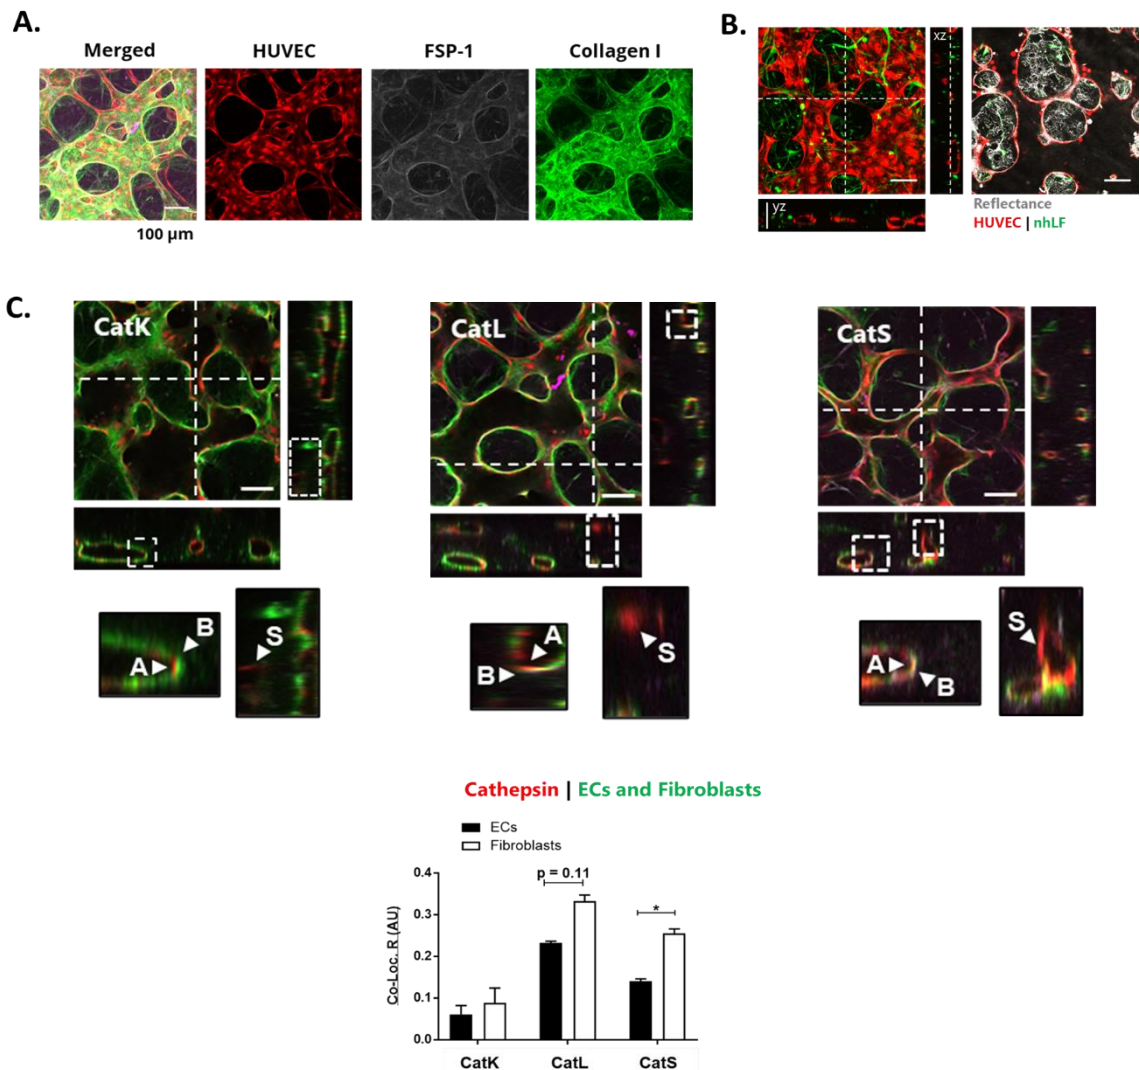 A.
Merged HUVEC FSP-1 Collagen I
100 µm
B.
xz
yz
Reflectance
HUVEC | nhLF
C.
CatK
CatL
CatS
A
B
S
A
B
S
A
B
S
Cathepsin | ECs and Fibroblasts
ECs
Fibroblasts
Co-Loc. R (AU)
0.4
0.3
0.2
0.1
0.0
p = 0.11
*
CatK CatL CatS